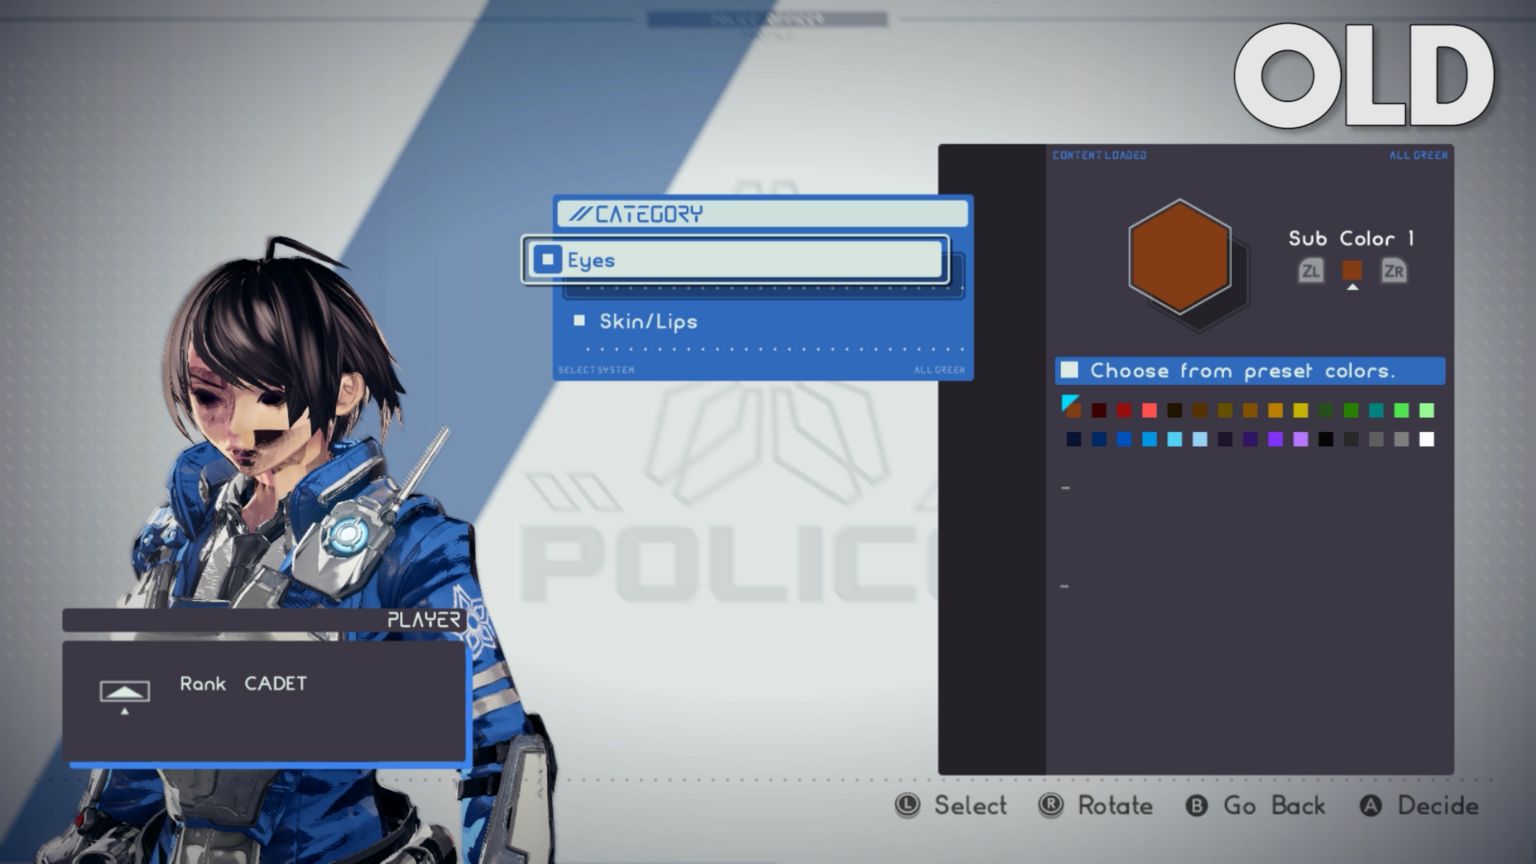 OLD
CONTENT LOADED
ALL GREEN
//CATEGORY
Eyes
Skin/Lips
SELECT SYSTEM
ALL GREEN
Sub Color 1
ZL
ZR
Choose from preset colors.
POLICE
PLAYER
Rank CADET
L Select
R Rotate
B Go Back
A Decide